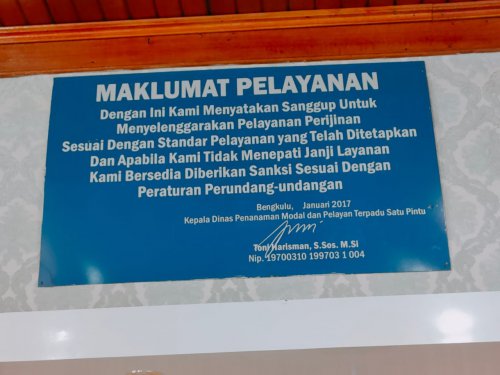 MAKLUMAT PELAYANAN
Dengan Ini Kami Menyatakan Sanggup Untuk
Menyelenggarakan Pelayanan Perijinan
Sesuai Dengan Standar Pelayanan yang Telah Ditetapkan
Dan Apabila Kami Tidak Menepati Janji Layanan
Kami Bersedia Diberikan Sanksi Sesuai Dengan
Peraturan Perundang-undangan
Bengkulu, Januari 2017
Kepala Dinas Penanaman Modal dan Pelayan Terpadu Satu Pintu
Toni Harisman, S.Sos. M.Si
Nip. 19700310 199703 1 004